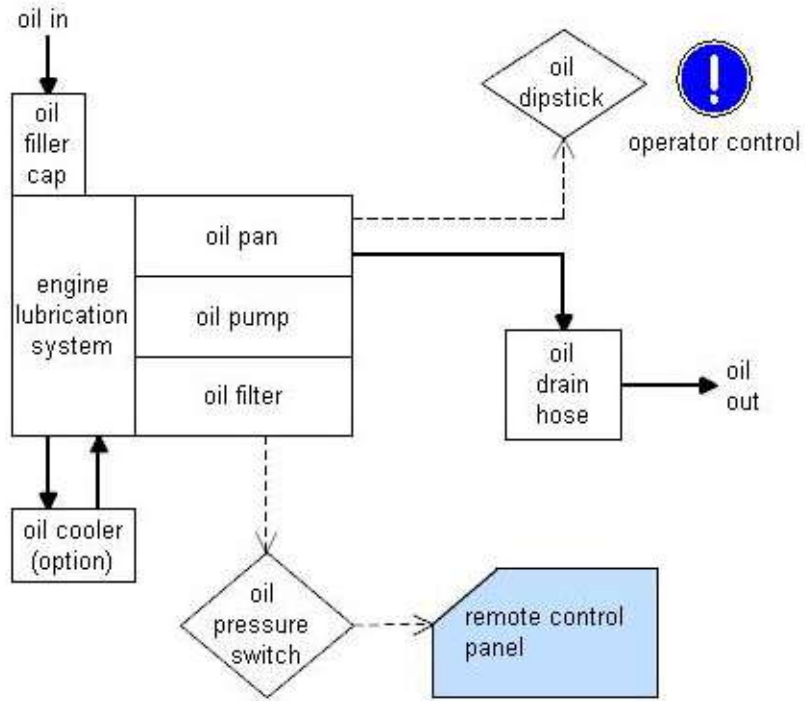 oil in
oil
filler
cap
oil
dipstick
operator control
engine
lubrication
system
oil pan
oil pump
oil filter
oil
drain
hose
oil
out
oil cooler
(option)
oil
pressure
switch
remote control
panel